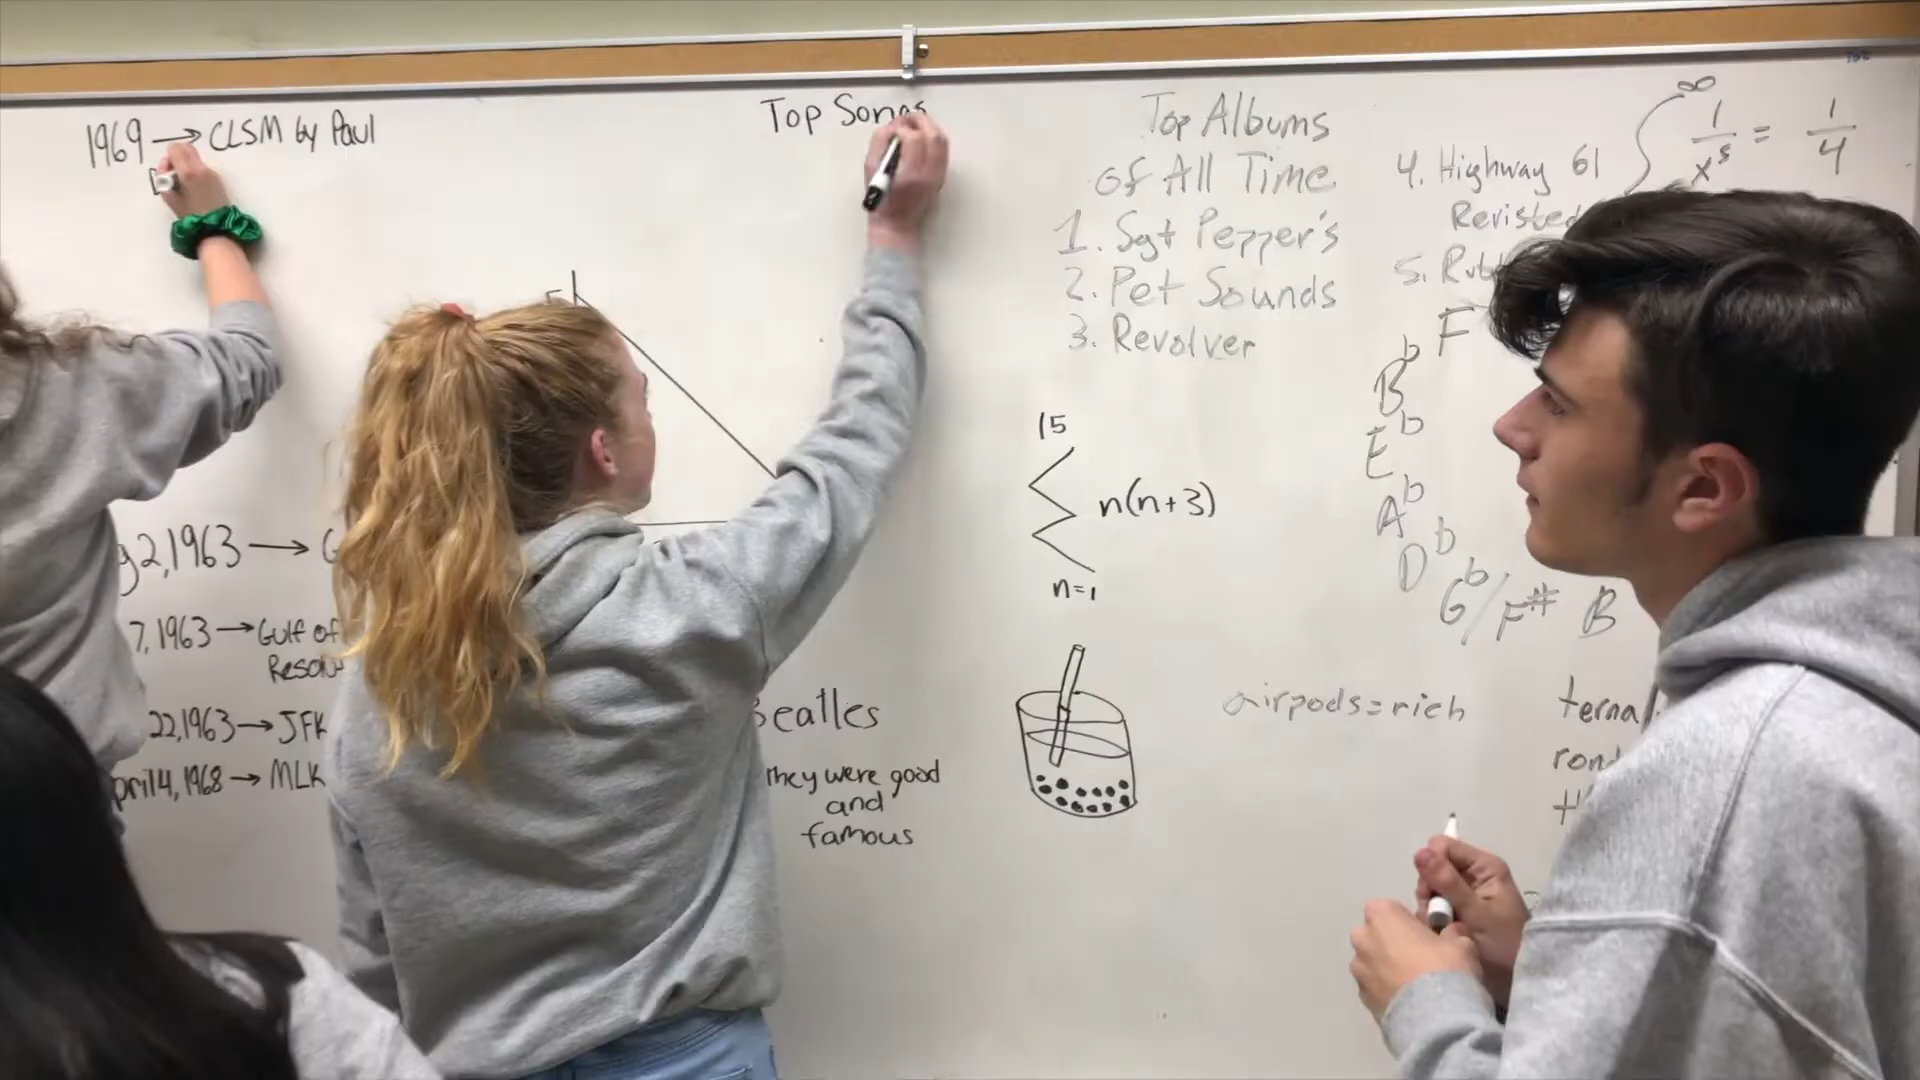 1969 → CLSM by Paul
2, 1963 →
7, 1963 → Gulf of
22, 1963 → JFK
4, 1968 → MLK
Top Songs
They were good
and
famous
Top Albums
of All Time
1. Sgt Pepper's
2. Pet Sounds
3. Revolver
4. Highway 61
Revisted
5.
∫ ∞ 1/x⁵ = 1/4
F
B♭
E♭
A♭
D♭
G♭/F# B
15
Σ n(n+3)
n=1
airpods=rich